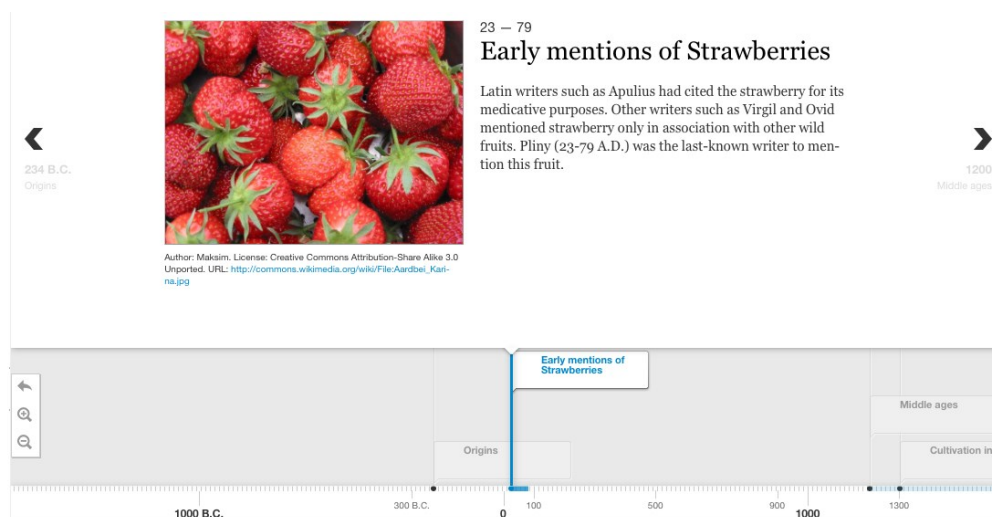 23 — 79
Early mentions of Strawberries
Latin writers such as Apulius had cited the strawberry for its
medicative purposes. Other writers such as Virgil and Ovid
mentioned strawberry only in association with other wild
fruits. Pliny (23-79 A.D.) was the last-known writer to men-
tion this fruit.
234 B.C.
Origins
1200
Middle ages
Author: Maksim. License: Creative Commons Attribution-Share Alike 3.0
Unported. URL: http://commons.wikimedia.org/wiki/File:Aardbei_Kari-
na.jpg
Early mentions of
Strawberries
Middle ages
Origins
Cultivation in
1000 B.C.
300 B.C.
0
100
500
900
1000
1300